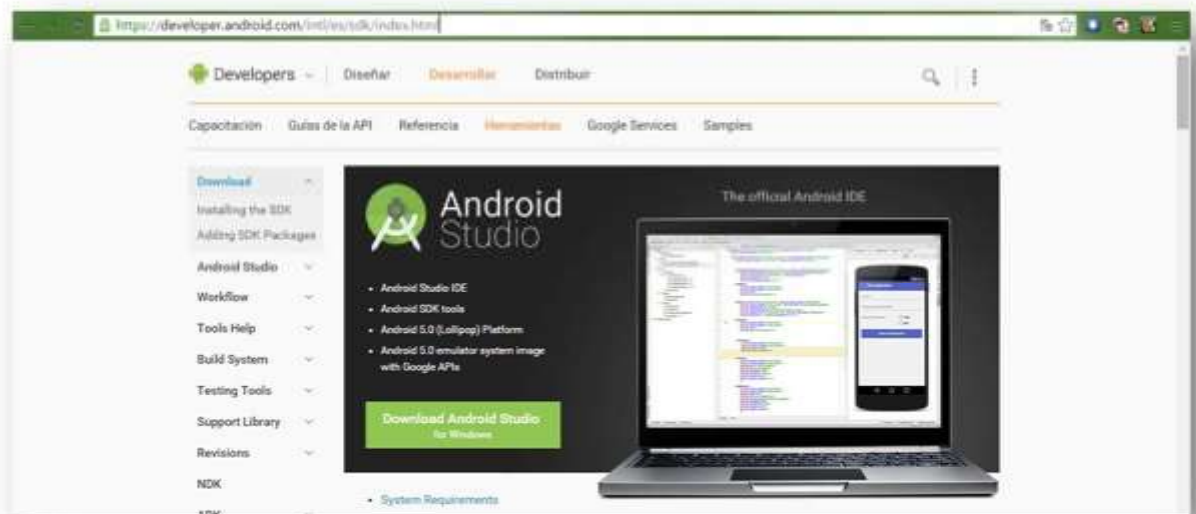 https://developer.android.com/intl/es/sdk/index.html
Developers Diseñar Desarrollar Distribuir
Capacitación Guías de la API Referencia Herramientas Google Services Samples
Download
Installing the SDK
Adding SDK Packages
Android Studio
Workflow
Tools Help
Build System
Testing Tools
Support Library
Revisions
NDK
ADK
Android
Studio
The official Android IDE
• Android Studio IDE
• Android SDK tools
• Android 5.0 (Lollipop) Platform
• Android 5.0 emulator system image
with Google APIs
Download Android Studio
for Windows
• System Requirements